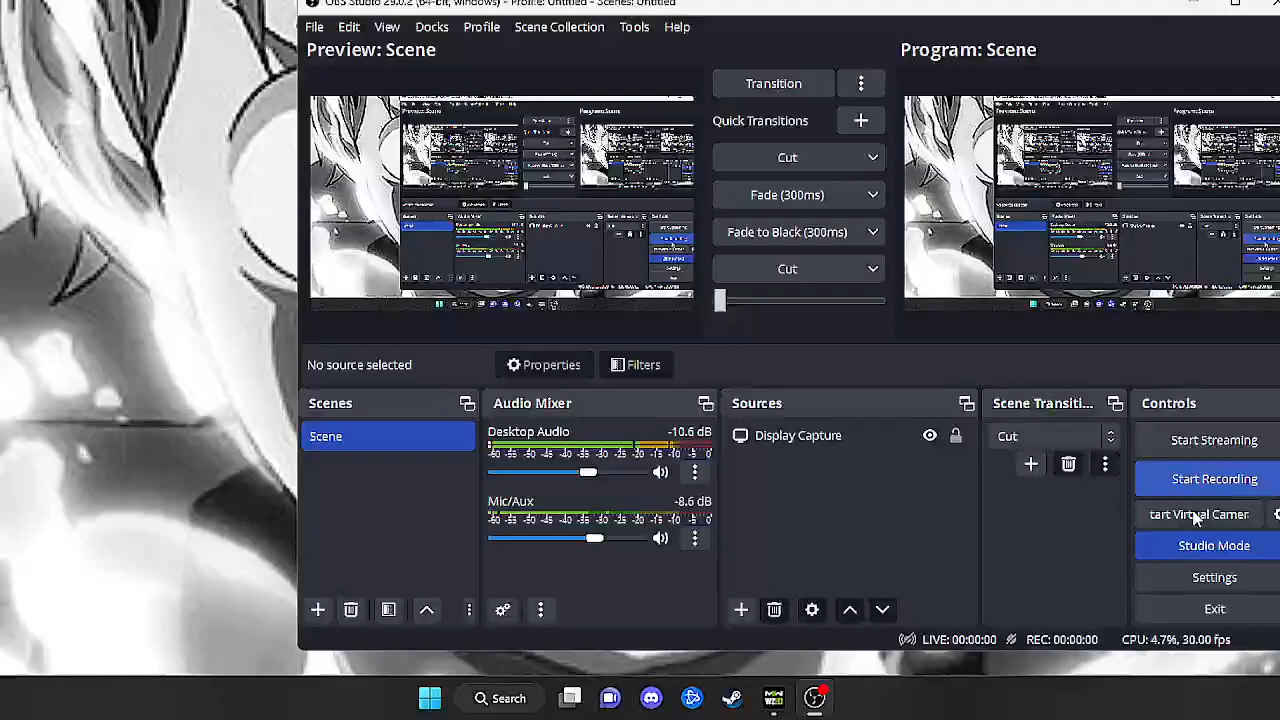 OBS Studio 29.0.2 (64-bit, windows) - Profile: Untitled - Scenes: Untitled
File Edit View Docks Profile Scene Collection Tools Help
Preview: Scene
Program: Scene
Transition
Quick Transitions
Cut
Fade (300ms)
Fade to Black (300ms)
Cut
No source selected
Properties
Filters
Scenes
Scene
Audio Mixer
Desktop Audio -10.6 dB
-60 -55 -50 -45 -40 -35 -30 -25 -20 -15 -10 -5 0
Mic/Aux -8.6 dB
-60 -55 -50 -45 -40 -35 -30 -25 -20 -15 -10 -5 0
Sources
Display Capture
Scene Transiti...
Cut
Controls
Start Streaming
Start Recording
tart Virtual Camer
Studio Mode
Settings
Exit
LIVE: 00:00:00 REC: 00:00:00 CPU: 4.7%, 30.00 fps
Search